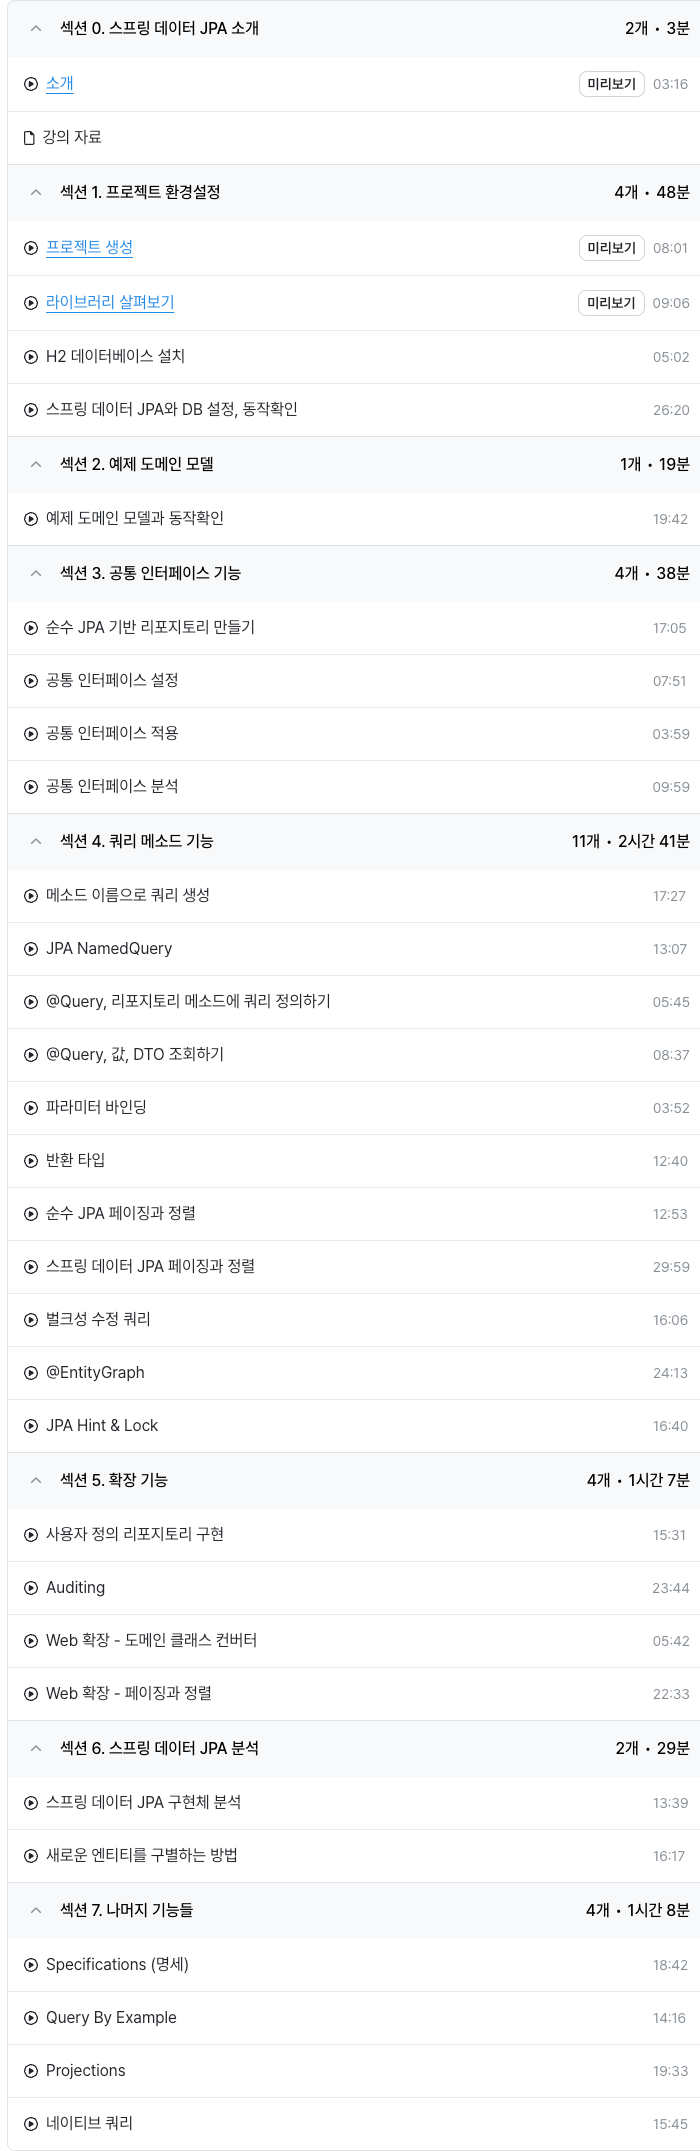 섹션 0. 스프링 데이터 JPA 소개 2개 • 3분
소개 미리보기 03:16
강의 자료
섹션 1. 프로젝트 환경설정 4개 • 48분
프로젝트 생성 미리보기 08:01
라이브러리 살펴보기 미리보기 09:06
H2 데이터베이스 설치 05:02
스프링 데이터 JPA와 DB 설정, 동작확인 26:20
섹션 2. 예제 도메인 모델 1개 • 19분
예제 도메인 모델과 동작확인 19:42
섹션 3. 공통 인터페이스 기능 4개 • 38분
순수 JPA 기반 리포지토리 만들기 17:05
공통 인터페이스 설정 07:51
공통 인터페이스 적용 03:59
공통 인터페이스 분석 09:59
섹션 4. 쿼리 메소드 기능 11개 • 2시간 41분
메소드 이름으로 쿼리 생성 17:27
JPA NamedQuery 13:07
@Query, 리포지토리 메소드에 쿼리 정의하기 05:45
@Query, 값, DTO 조회하기 08:37
파라미터 바인딩 03:52
반환 타입 12:40
순수 JPA 페이징과 정렬 12:53
스프링 데이터 JPA 페이징과 정렬 29:59
벌크성 수정 쿼리 16:06
@EntityGraph 24:13
JPA Hint & Lock 16:40
섹션 5. 확장 기능 4개 • 1시간 7분
사용자 정의 리포지토리 구현 15:31
Auditing 23:44
Web 확장 - 도메인 클래스 컨버터 05:42
Web 확장 - 페이징과 정렬 22:33
섹션 6. 스프링 데이터 JPA 분석 2개 • 29분
스프링 데이터 JPA 구현체 분석 13:39
새로운 엔티티를 구별하는 방법 16:17
섹션 7. 나머지 기능들 4개 • 1시간 8분
Specifications (명세) 18:42
Query By Example 14:16
Projections 19:33
네이티브 쿼리 15:45